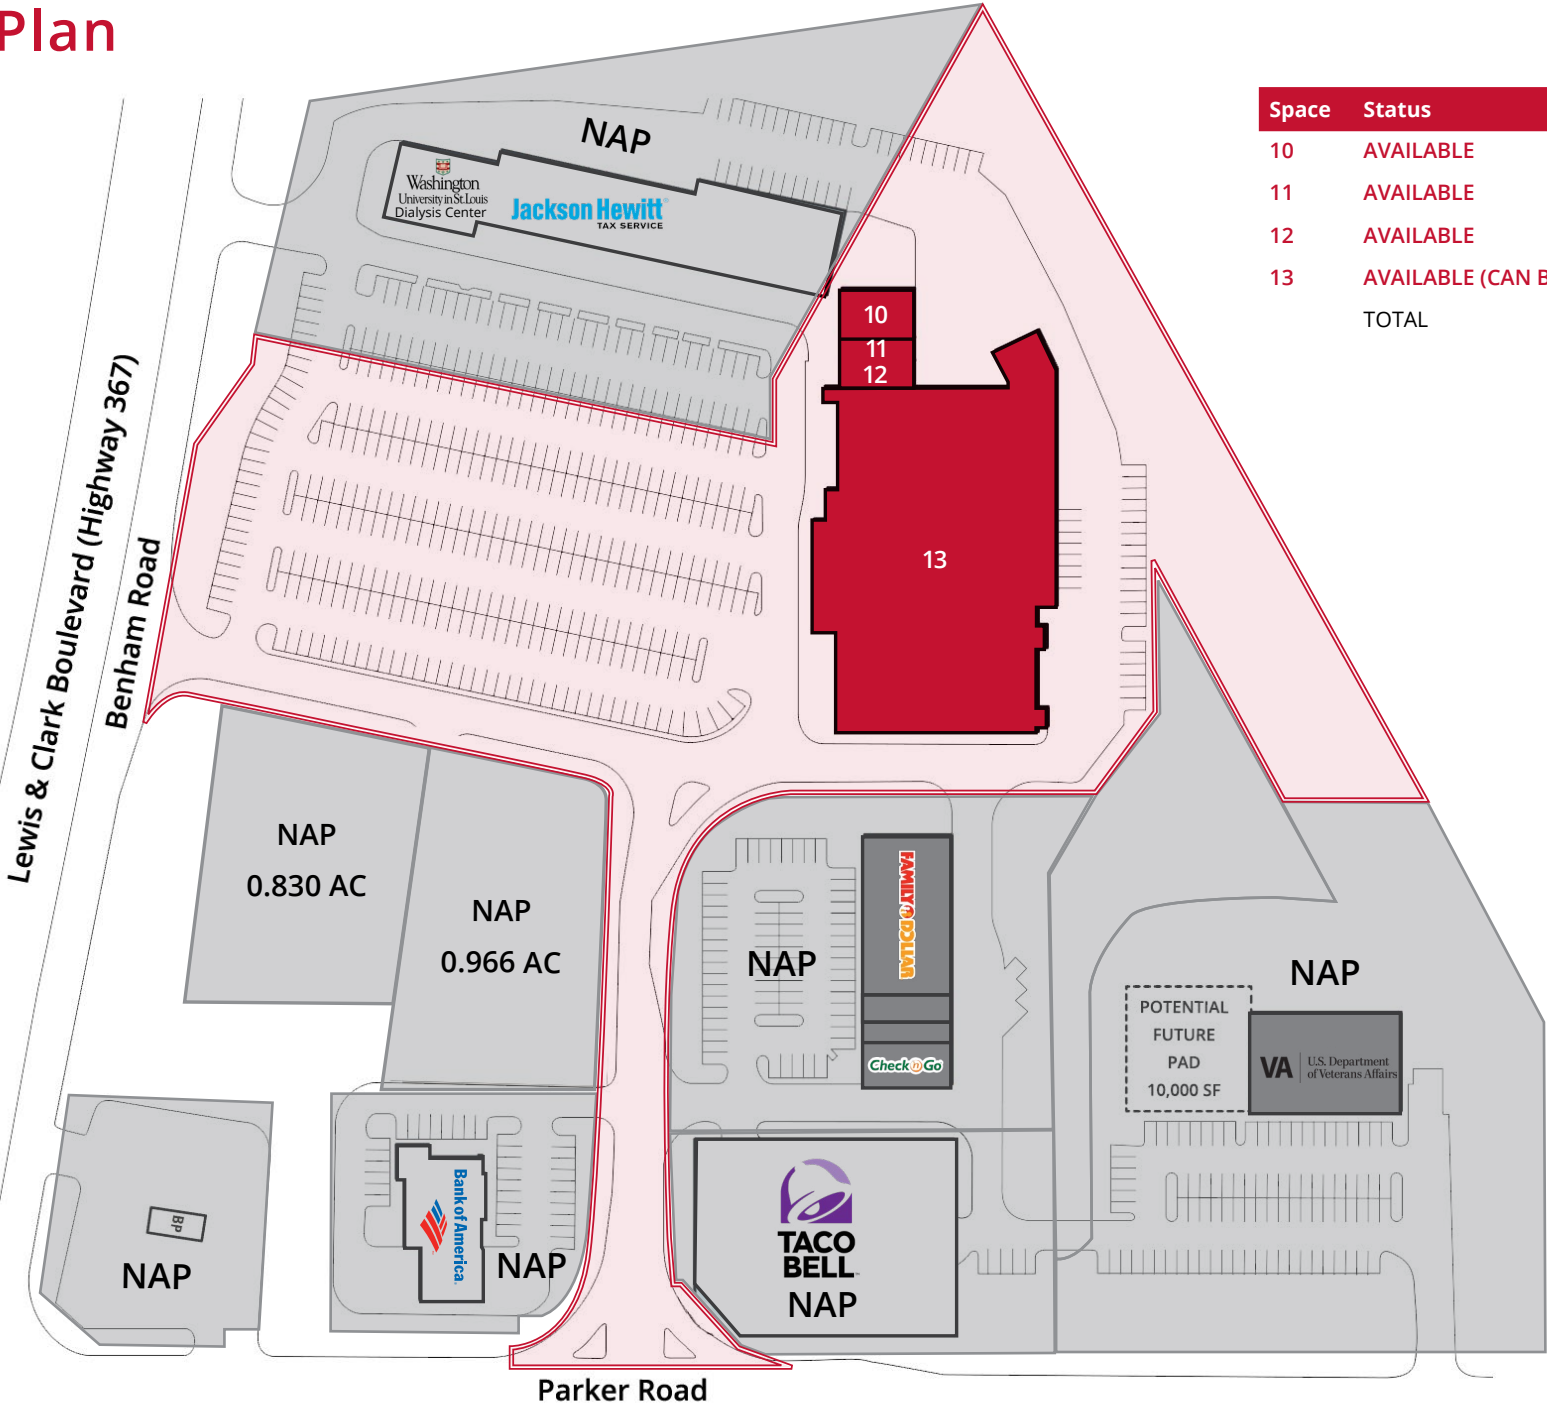 Plan
Space Status
10 AVAILABLE
11 AVAILABLE
12 AVAILABLE
13 AVAILABLE (CAN B
TOTAL
NAP
Washington
University in St. Louis
Dialysis Center
Jackson Hewitt
TAX SERVICE
10
11
12
13
Lewis & Clark Boulevard (Highway 367)
Benham Road
NAP
0.830 AC
NAP
0.966 AC
NAP
FAMILY DOLLAR
Check n Go
NAP
POTENTIAL
FUTURE
PAD
10,000 SF
VA
U.S. Department
of Veterans Affairs
BP
NAP
Bank of America
NAP
TACO
BELL
NAP
Parker Road